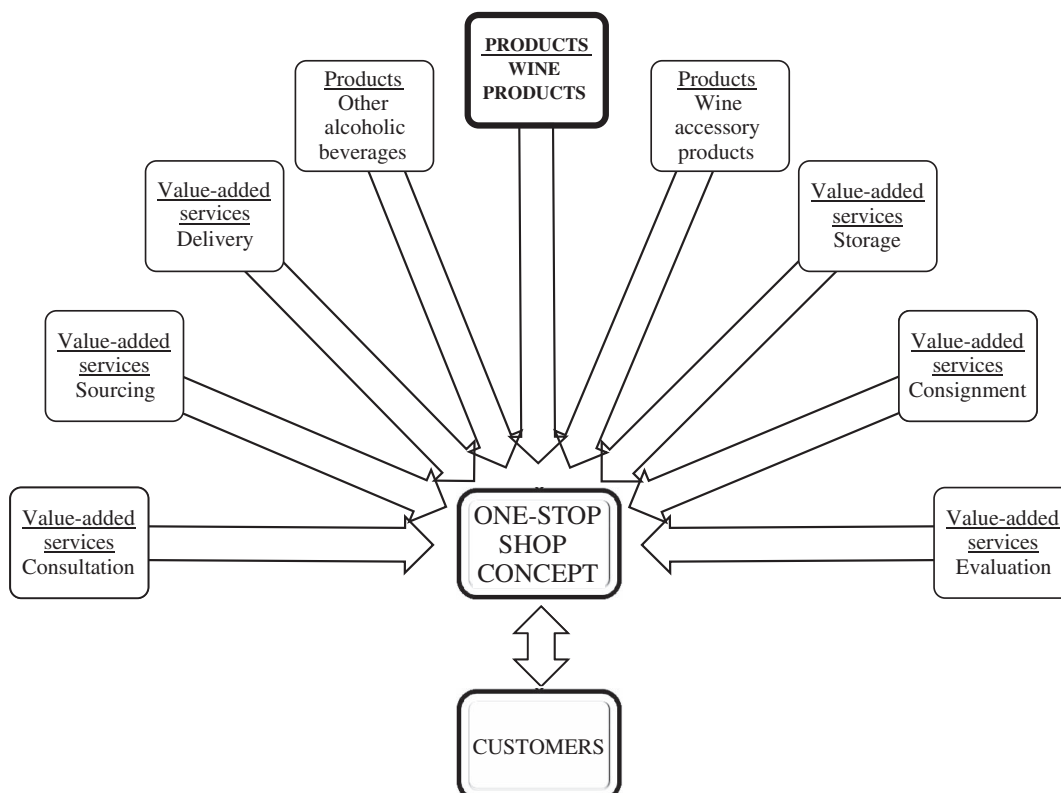 PRODUCTS
WINE
PRODUCTS
Products
Other
alcoholic
beverages
Products
Wine
accessory
products
Value-added
services
Delivery
Value-added
services
Storage
Value-added
services
Sourcing
Value-added
services
Consignment
Value-added
services
Consultation
ONE-STOP
SHOP
CONCEPT
Value-added
services
Evaluation
CUSTOMERS